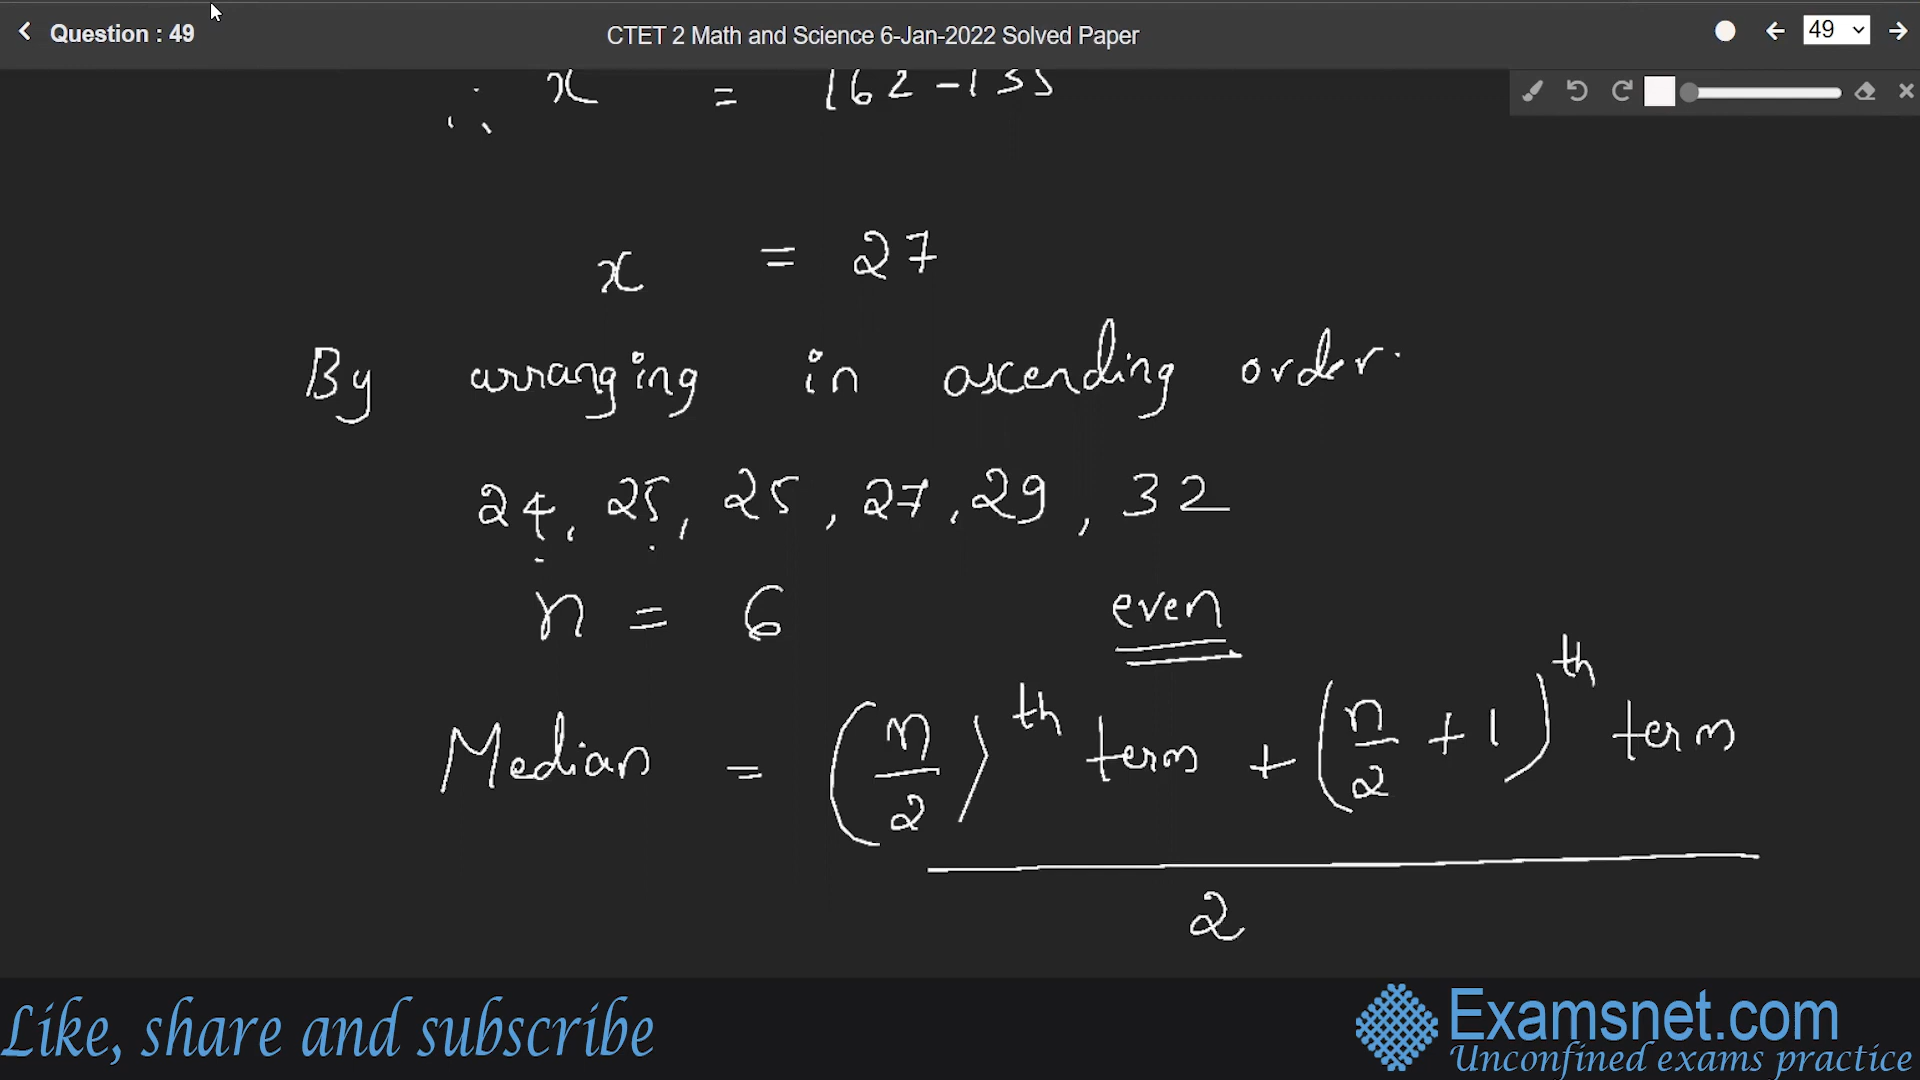 Question : 49
CTET 2 Math and Science 6-Jan-2022 Solved Paper
49
∴ x = 162 - 135
x = 27
By arranging in ascending order.
24, 25, 25, 27, 29, 32
n = 6 even
Median = (n/2)th term + (n/2 + 1)th term
2
Like, share and subscribe
Examsnet.com
Unconfined exams practice